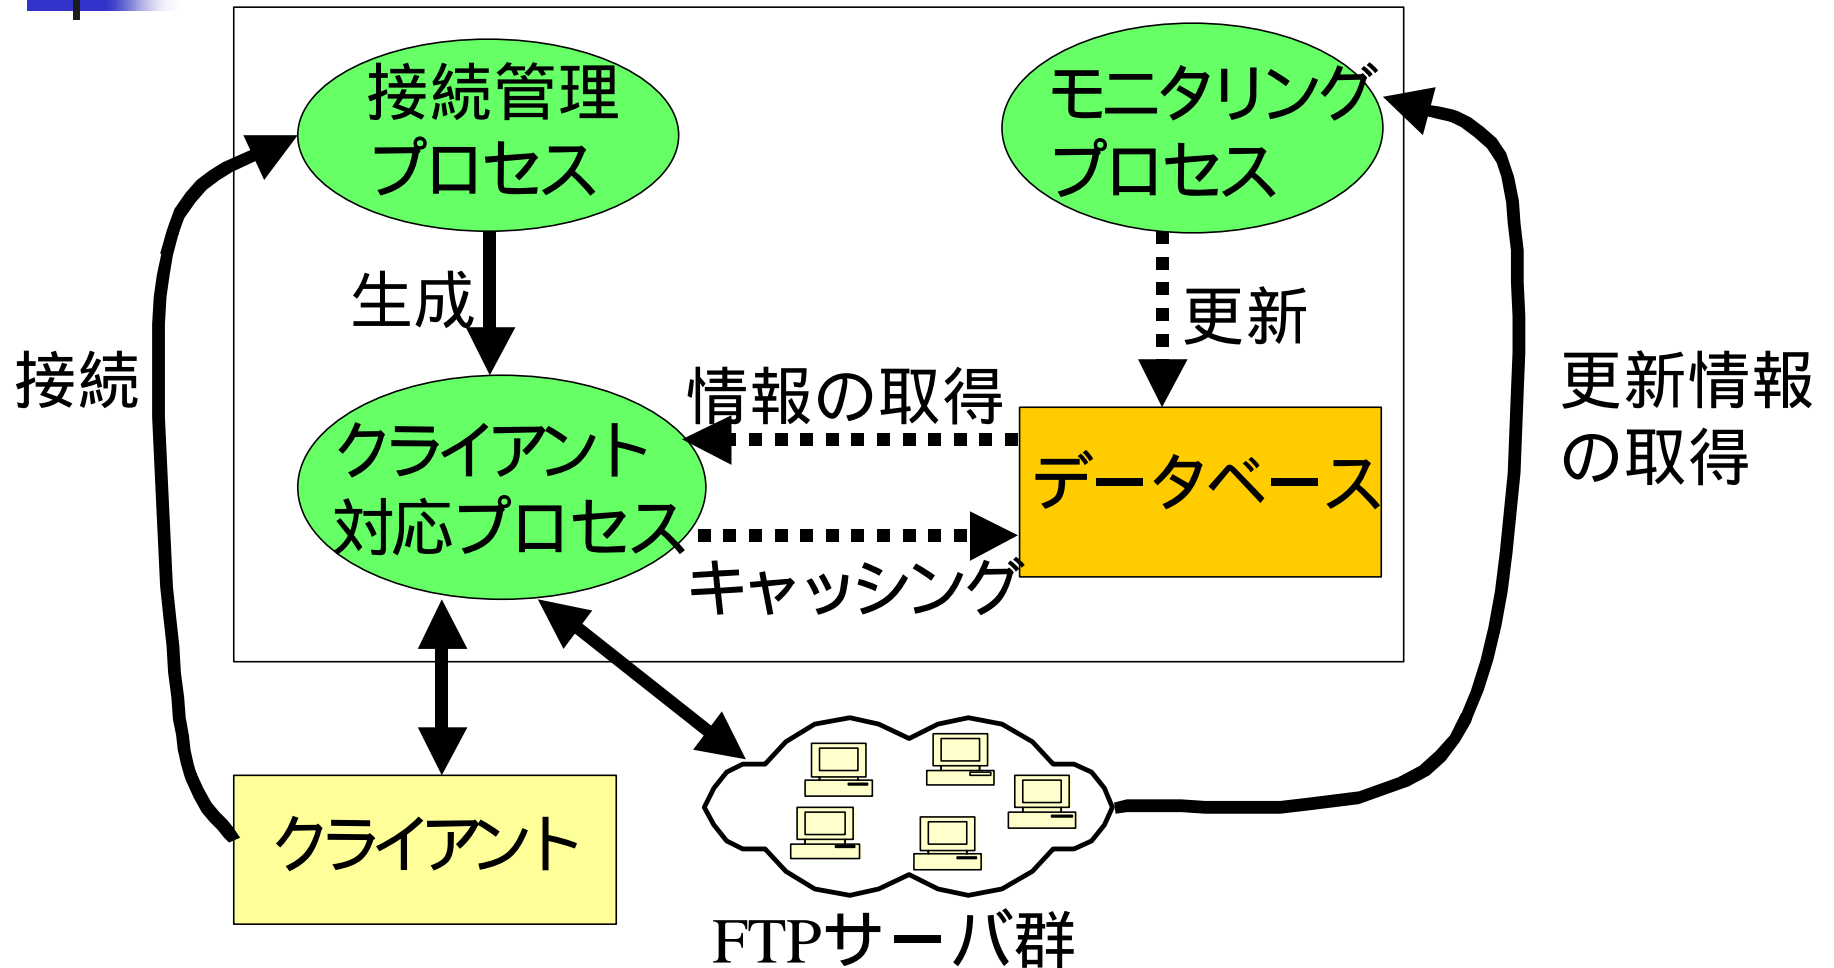 接続管理
プロセス
モニタリング
プロセス
生成
更新
接続
情報の取得
更新情報
の取得
クライアント
対応プロセス
データベース
キャッシング
クライアント
FTPサーバ群